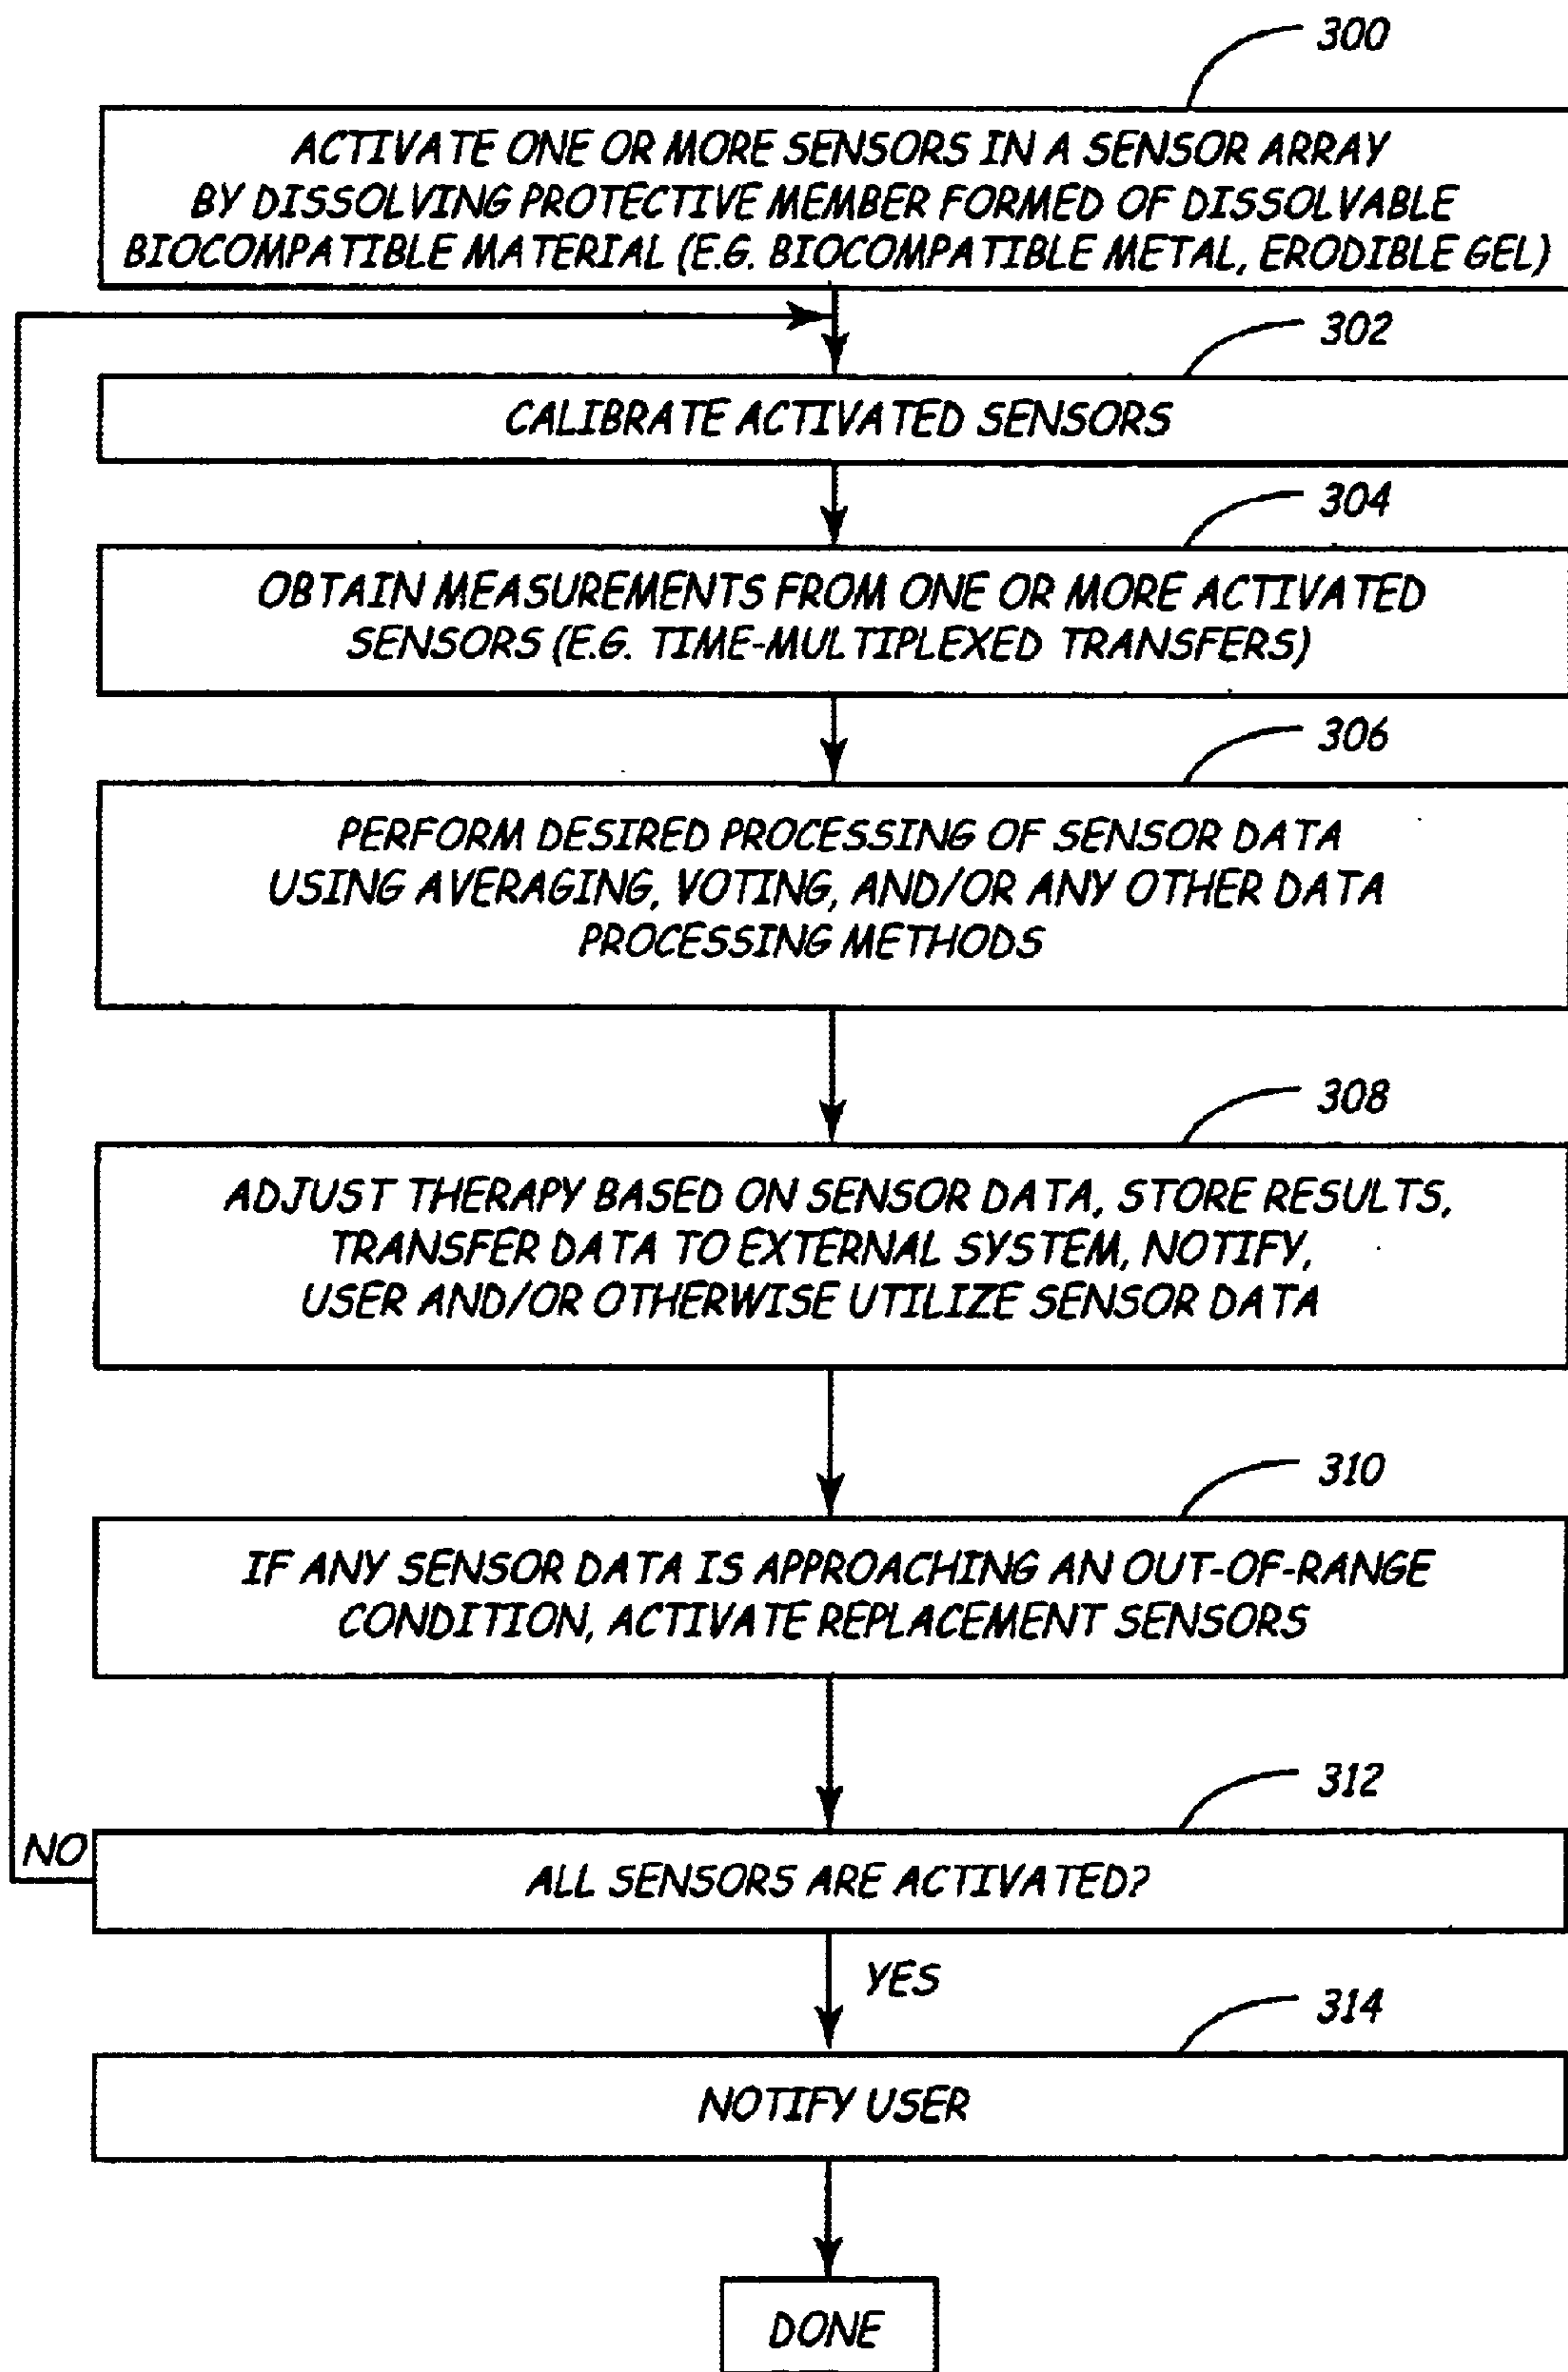 300
ACTIVATE ONE OR MORE SENSORS IN A SENSOR ARRAY
BY DISSOLVING PROTECTIVE MEMBER FORMED OF DISSOLVABLE
BIOCOMPATIBLE MATERIAL (E.G. BIOCOMPATIBLE METAL, ERODIBLE GEL)
302
CALIBRATE ACTIVATED SENSORS
304
OBTAIN MEASUREMENTS FROM ONE OR MORE ACTIVATED
SENSORS (E.G. TIME-MULTIPLEXED TRANSFERS)
306
PERFORM DESIRED PROCESSING OF SENSOR DATA
USING AVERAGING, VOTING, AND/OR ANY OTHER DATA
PROCESSING METHODS
308
ADJUST THERAPY BASED ON SENSOR DATA, STORE RESULTS,
TRANSFER DATA TO EXTERNAL SYSTEM, NOTIFY,
USER AND/OR OTHERWISE UTILIZE SENSOR DATA
310
IF ANY SENSOR DATA IS APPROACHING AN OUT-OF-RANGE
CONDITION, ACTIVATE REPLACEMENT SENSORS
312
NO
ALL SENSORS ARE ACTIVATED?
YES
314
NOTIFY USER
DONE